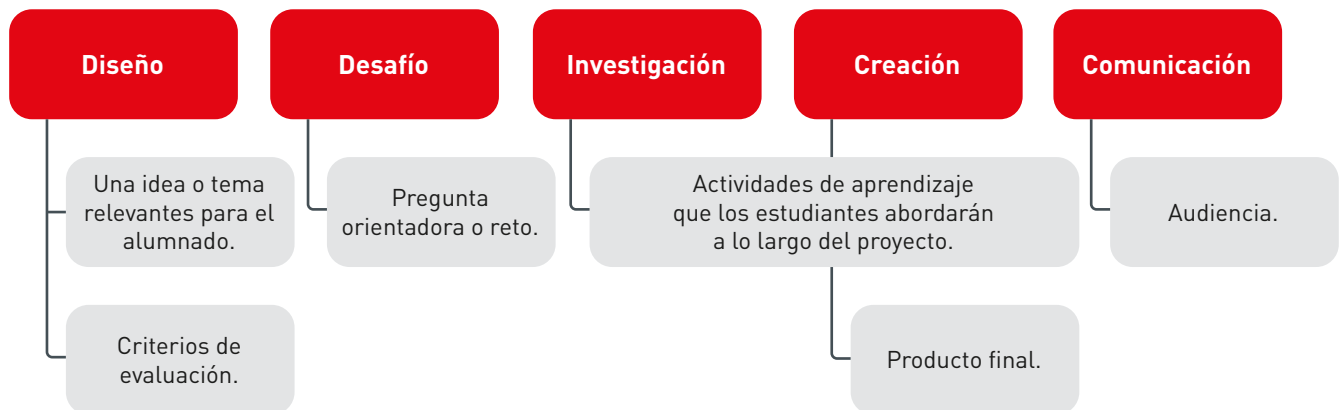 Diseño
Desafío
Investigación
Creación
Comunicación
Una idea o tema
relevantes para el
alumnado.
Pregunta
orientadora o reto.
Actividades de aprendizaje
que los estudiantes abordarán
a lo largo del proyecto.
Audiencia.
Criterios de
evaluación.
Producto final.